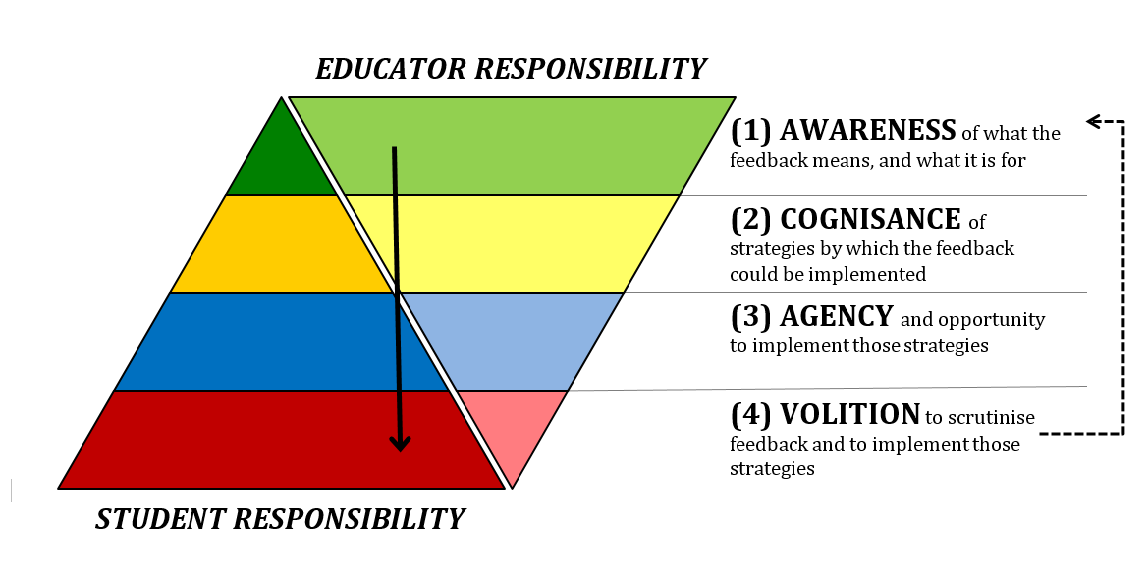 EDUCATOR RESPONSIBILITY
(1) AWARENESS of what the
feedback means, and what it is for
(2) COGNISANCE of
strategies by which the feedback
could be implemented
(3) AGENCY and opportunity
to implement those strategies
(4) VOLITION to scrutinise
feedback and to implement those
strategies
STUDENT RESPONSIBILITY